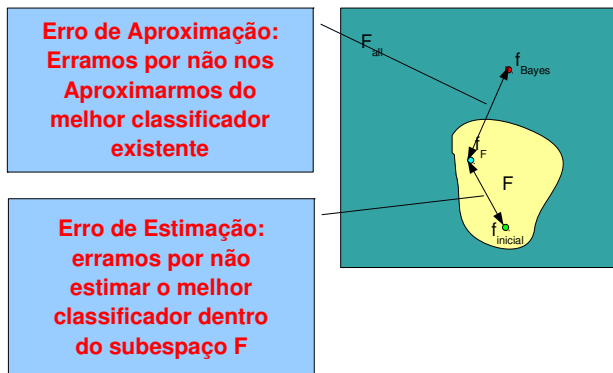 Erro de Aproximação:
Erramos por não nos
Aproximarmos do
melhor classificador
existente
Erro de Estimação:
erramos por não
estimar o melhor
classificador dentro
do subespaço F
F all
f Bayes
f F
F
f inicial